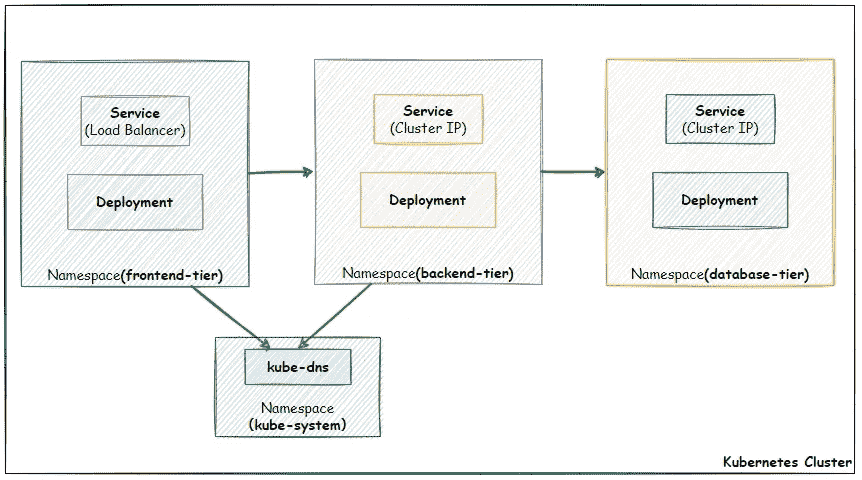 Service
(Load Balancer)
Deployment
Namespace(frontend-tier)
Service
(Cluster IP)
Deployment
Namespace(backend-tier)
Service
(Cluster IP)
Deployment
Namespace(database-tier)
kube-dns
Namespace
(kube-system)
Kubernetes Cluster